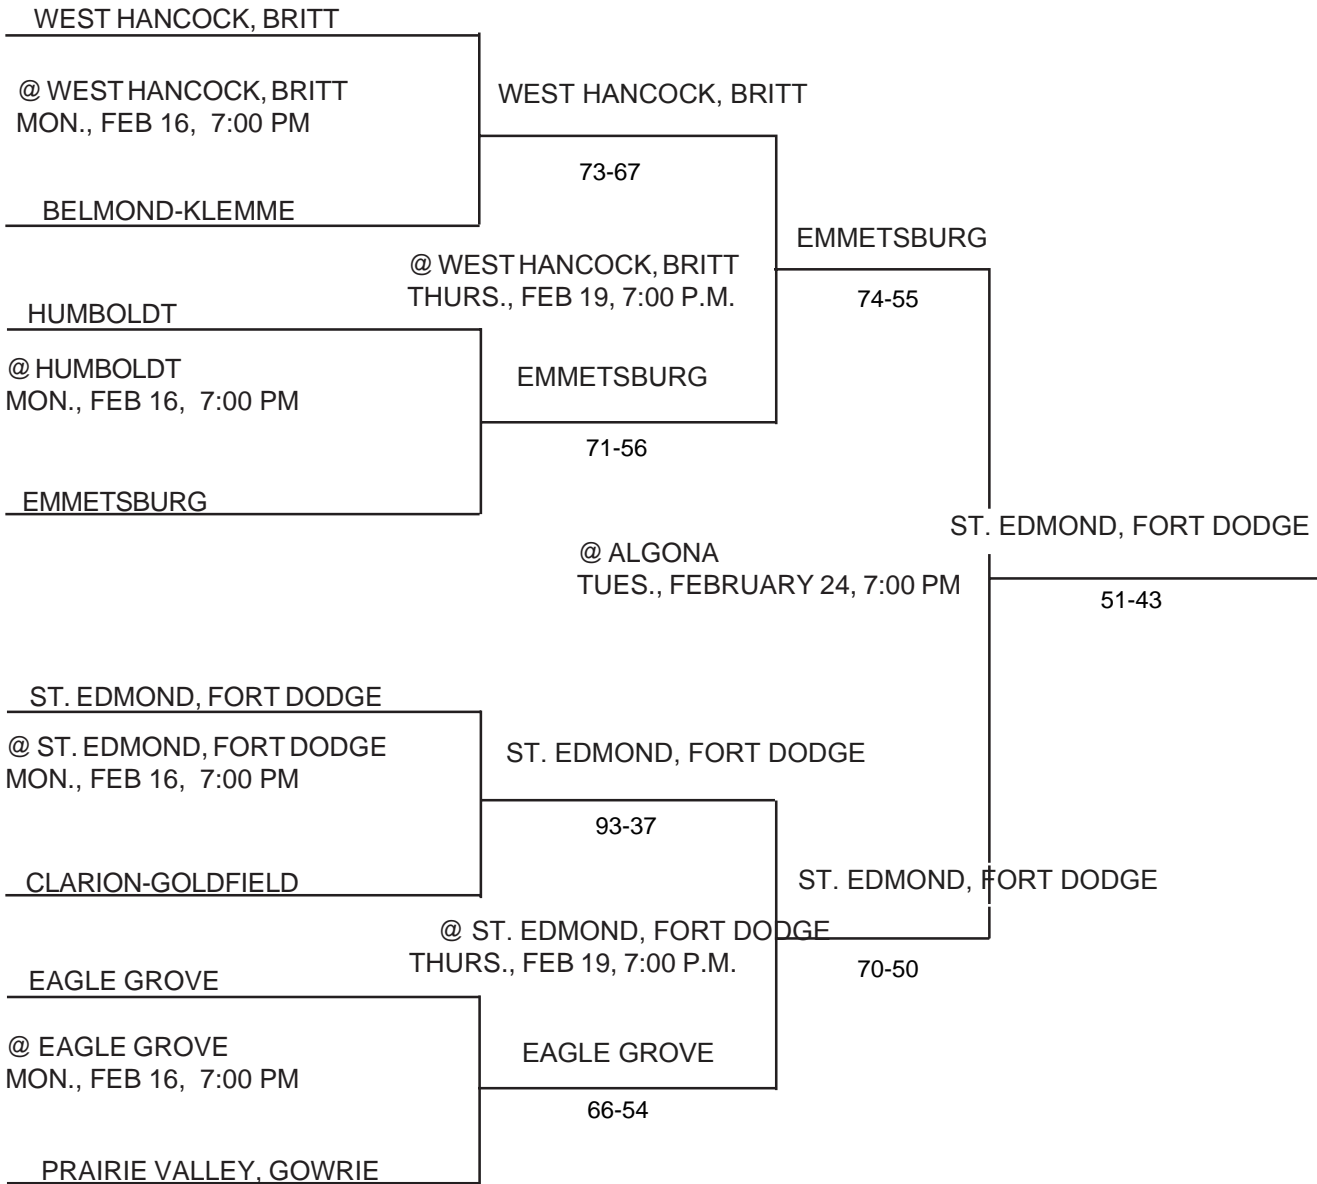 WEST HANCOCK, BRITT
@ WEST HANCOCK, BRITT
MON., FEB 16, 7:00 PM
WEST HANCOCK, BRITT
73-67
BELMOND-KLEMME
EMMETSBURG
@ WEST HANCOCK, BRITT
THURS., FEB 19, 7:00 P.M.
74-55
HUMBOLDT
@ HUMBOLDT
MON., FEB 16, 7:00 PM
EMMETSBURG
71-56
EMMETSBURG
ST. EDMOND, FORT DODGE
@ ALGONA
TUES., FEBRUARY 24, 7:00 PM
51-43
ST. EDMOND, FORT DODGE
@ ST. EDMOND, FORT DODGE
MON., FEB 16, 7:00 PM
ST. EDMOND, FORT DODGE
93-37
CLARION-GOLDFIELD
ST. EDMOND, FORT DODGE
@ ST. EDMOND, FORT DODGE
THURS., FEB 19, 7:00 P.M.
70-50
EAGLE GROVE
@ EAGLE GROVE
MON., FEB 16, 7:00 PM
EAGLE GROVE
66-54
PRAIRIE VALLEY, GOWRIE